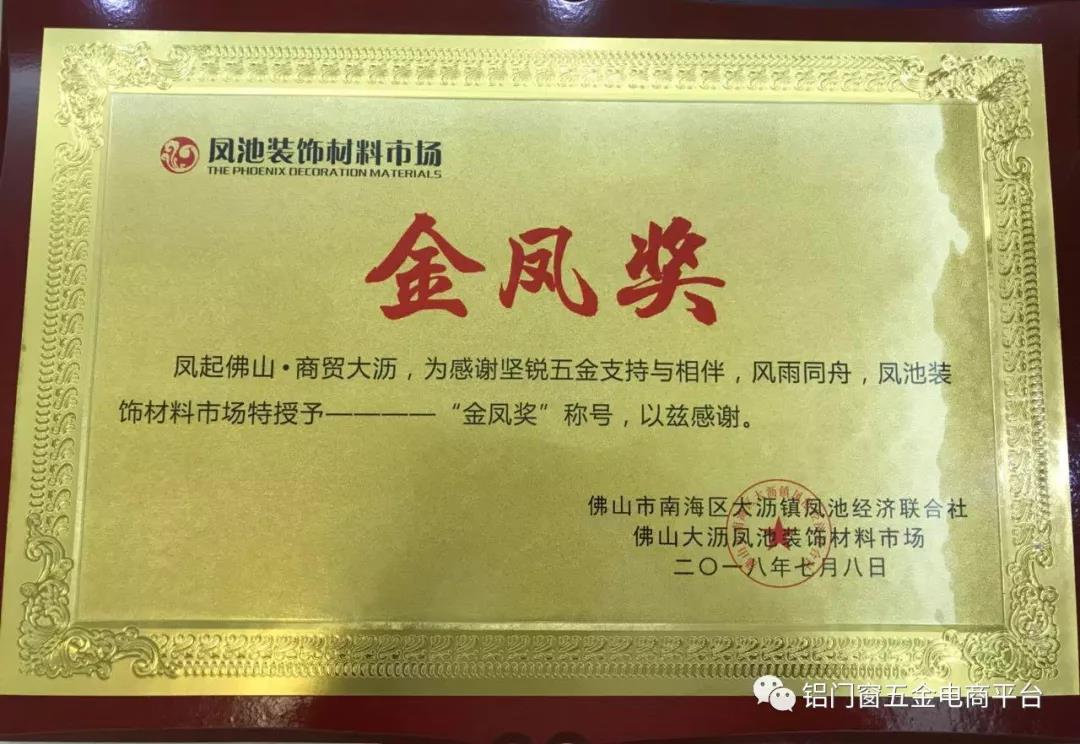 凤池装饰材料市场
THE PHOENIX DECORATION MATERIALS
金凤奖
凤起佛山·商贸大沥，为感谢坚锐五金支持与相伴，风雨同舟，凤池装
饰材料市场特授予————“金凤奖”称号，以兹感谢。
佛山市南海区大沥镇凤池经济联合社
佛山大沥凤池装饰材料市场
二〇一八年七月八日
铝门窗五金电商平台